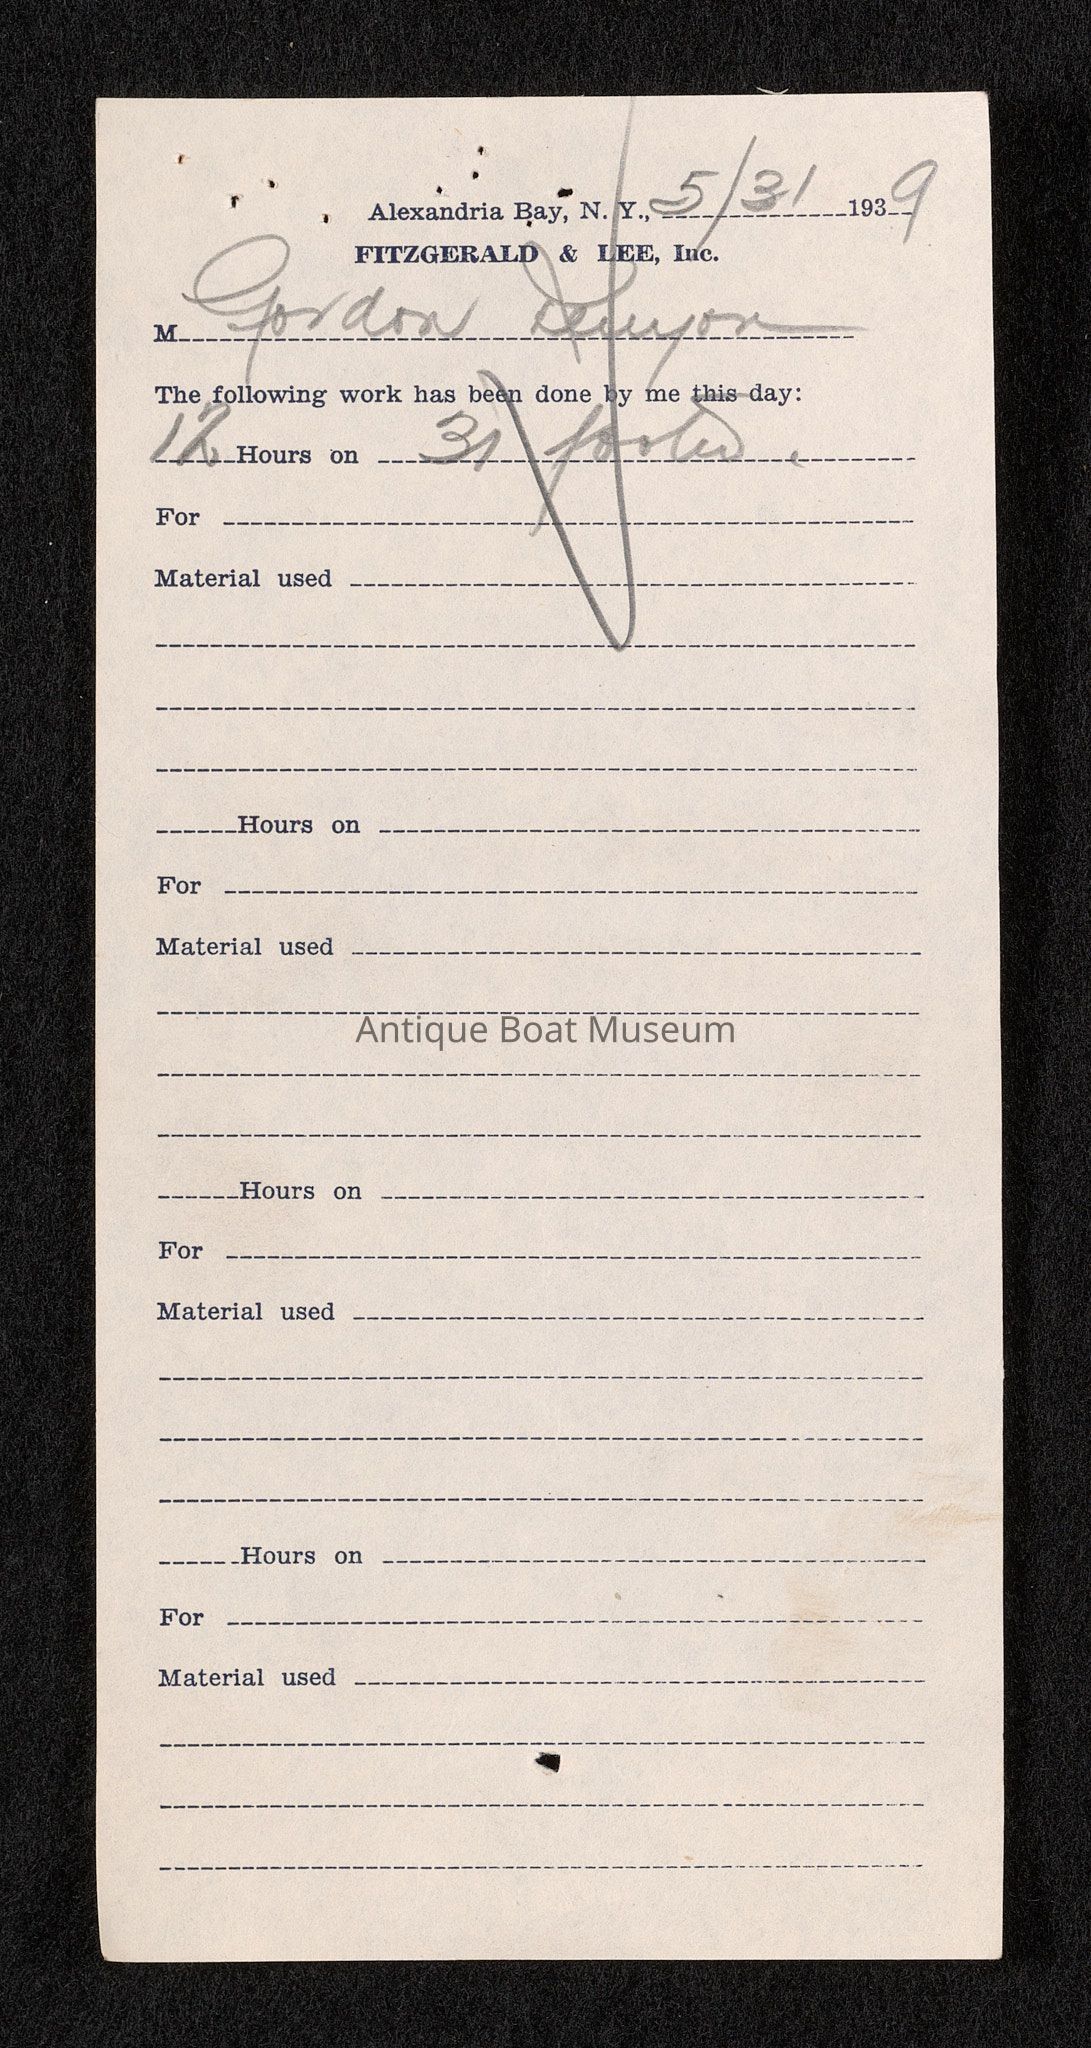 Alexandria Bay, N. Y., 5/31 1939
FITZGERALD & LEE, Inc.
M Gordon
The following work has been done by me this day:
12 Hours on 31 footer.
For
Material used
Hours on
For
Material used
Antique Boat Museum
Hours on
For
Material used
Hours on
For
Material used